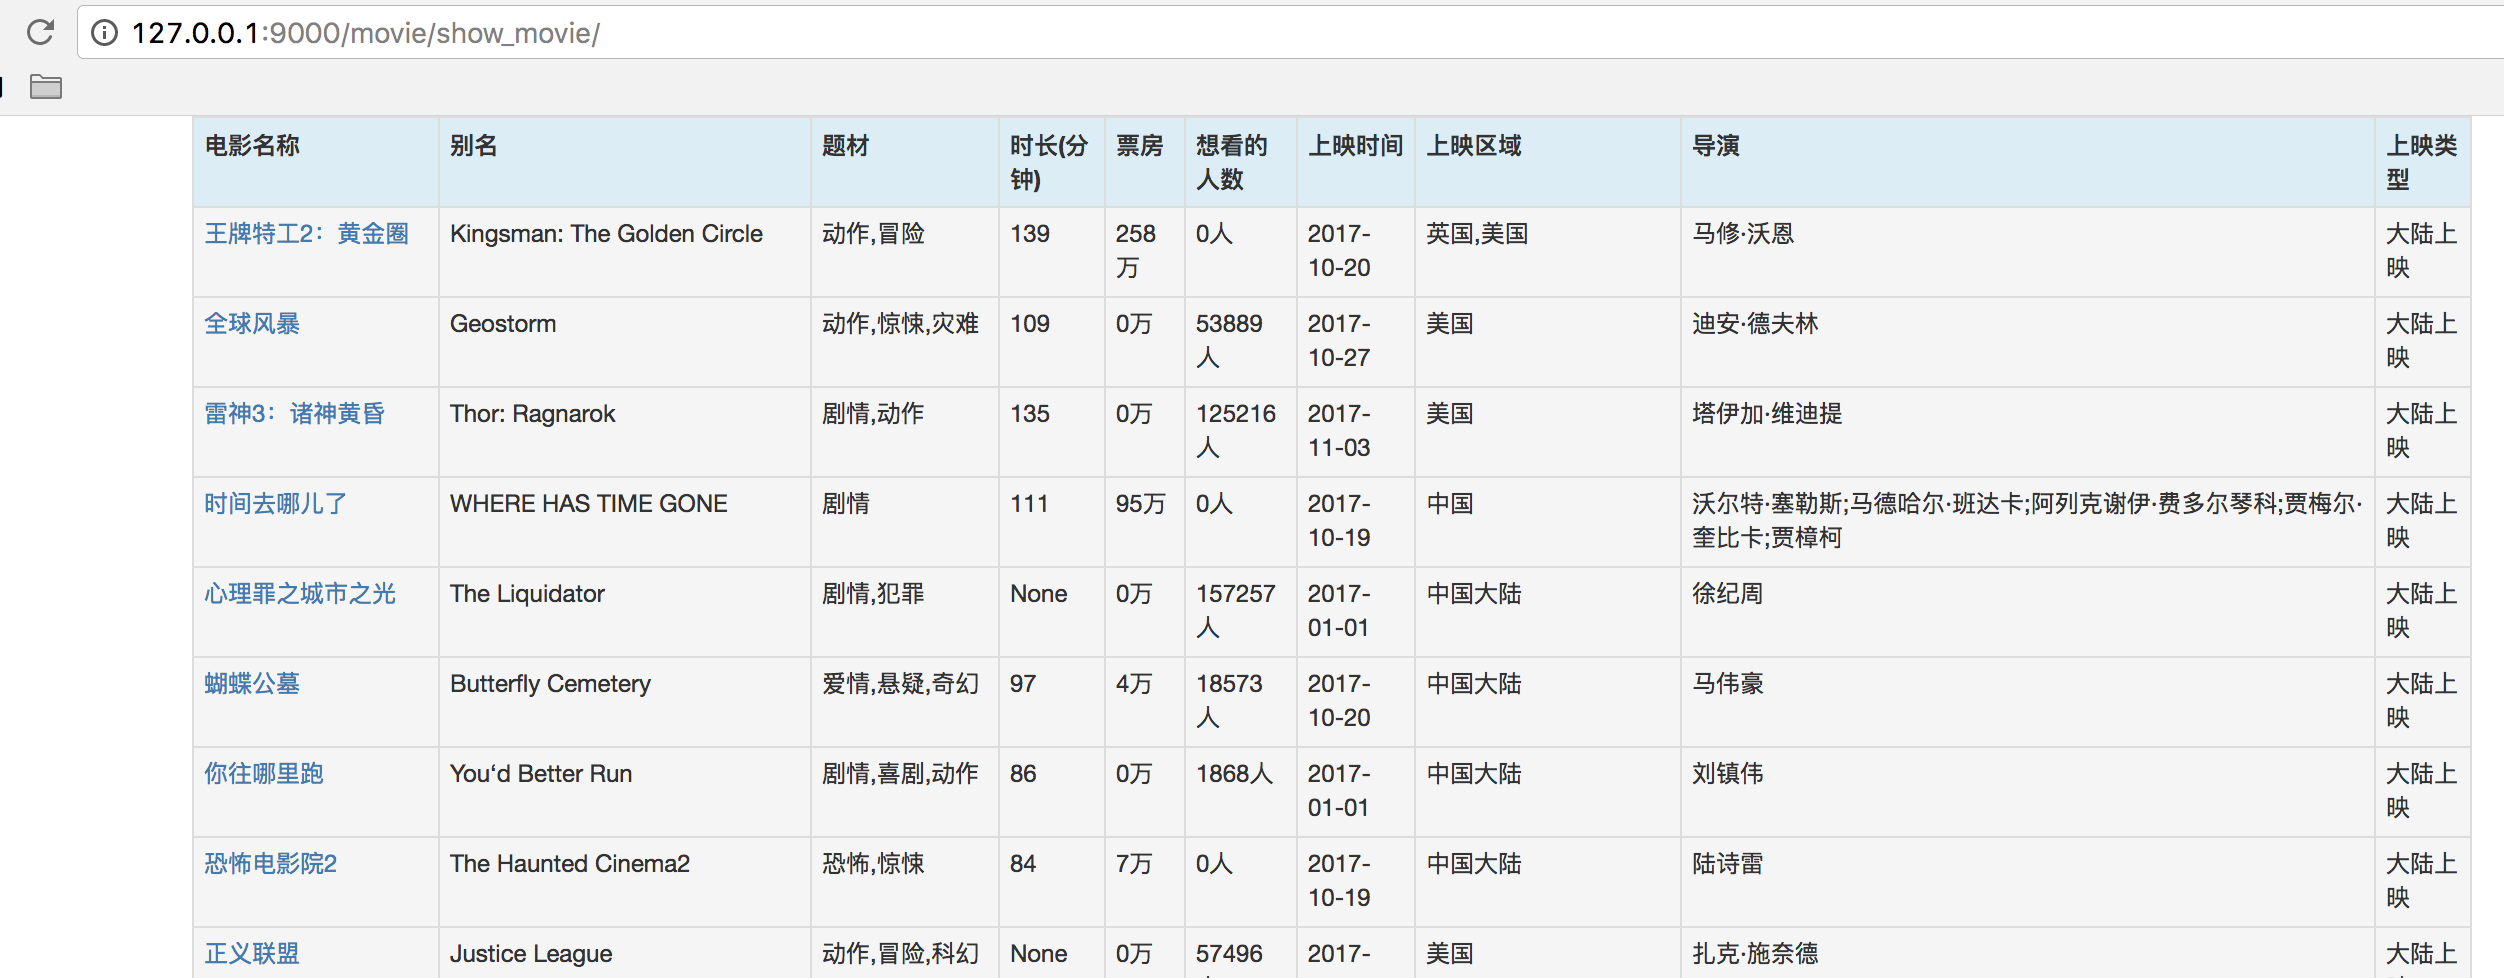 127.0.0.1:9000/movie/show_movie/
电影名称 别名 题材 时长(分钟) 票房 想看的人数 上映时间 上映区域 导演 上映类型
王牌特工2：黄金圈 Kingsman: The Golden Circle 动作,冒险 139 258万 0人 2017-10-20 英国,美国 马修·沃恩 大陆上映
全球风暴 Geostorm 动作,惊悚,灾难 109 0万 53889人 2017-10-27 美国 迪安·德夫林 大陆上映
雷神3：诸神黄昏 Thor: Ragnarok 剧情,动作 135 0万 125216人 2017-11-03 美国 塔伊加·维迪提 大陆上映
时间去哪儿了 WHERE HAS TIME GONE 剧情 111 95万 0人 2017-10-19 中国 沃尔特·塞勒斯;马德哈尔·班达卡;阿列克谢伊·费多尔琴科;贾梅尔·奎比卡;贾樟柯 大陆上映
心理罪之城市之光 The Liquidator 剧情,犯罪 None 0万 157257人 2017-01-01 中国大陆 徐纪周 大陆上映
蝴蝶公墓 Butterfly Cemetery 爱情,悬疑,奇幻 97 4万 18573人 2017-10-20 中国大陆 马伟豪 大陆上映
你往哪里跑 You‘d Better Run 剧情,喜剧,动作 86 0万 1868人 2017-01-01 中国大陆 刘镇伟 大陆上映
恐怖电影院2 The Haunted Cinema2 恐怖,惊悚 84 7万 0人 2017-10-19 中国大陆 陆诗雷 大陆上映
正义联盟 Justice League 动作,冒险,科幻 None 0万 57496 2017- 美国 扎克·施奈德 大陆上